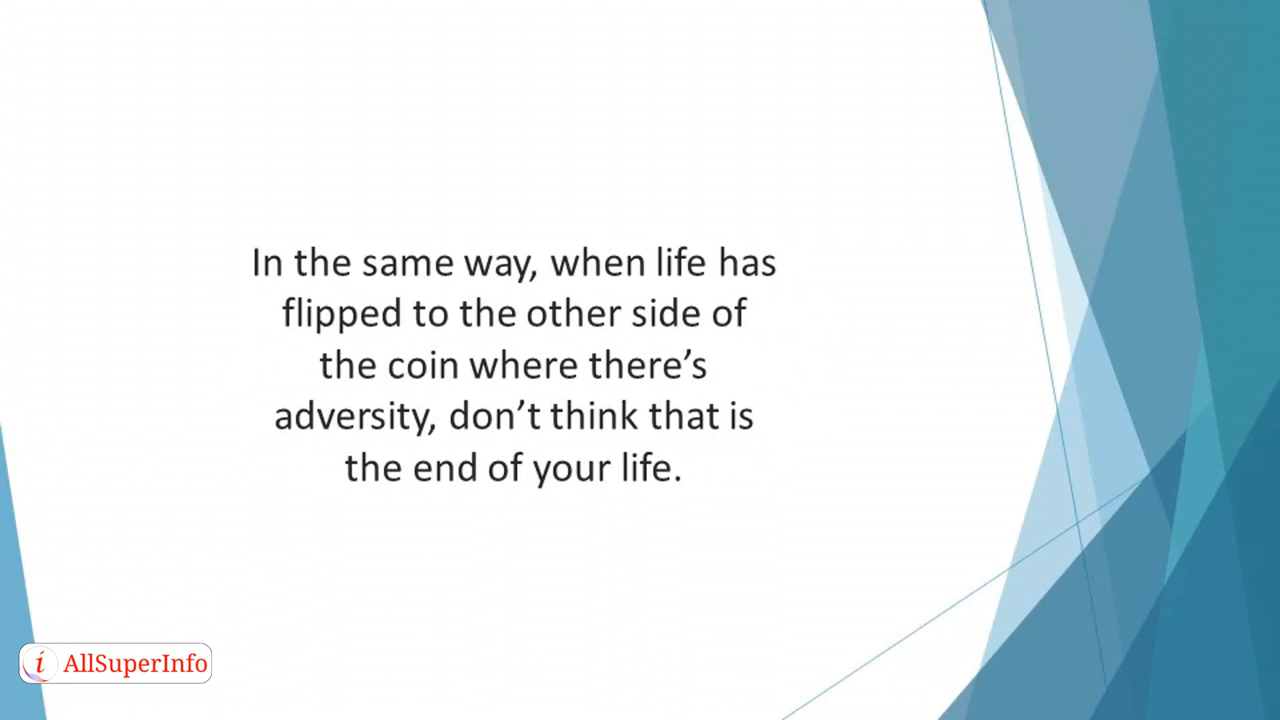 In the same way, when life has
flipped to the other side of
the coin where there’s
adversity, don’t think that is
the end of your life.
i AllSuperInfo